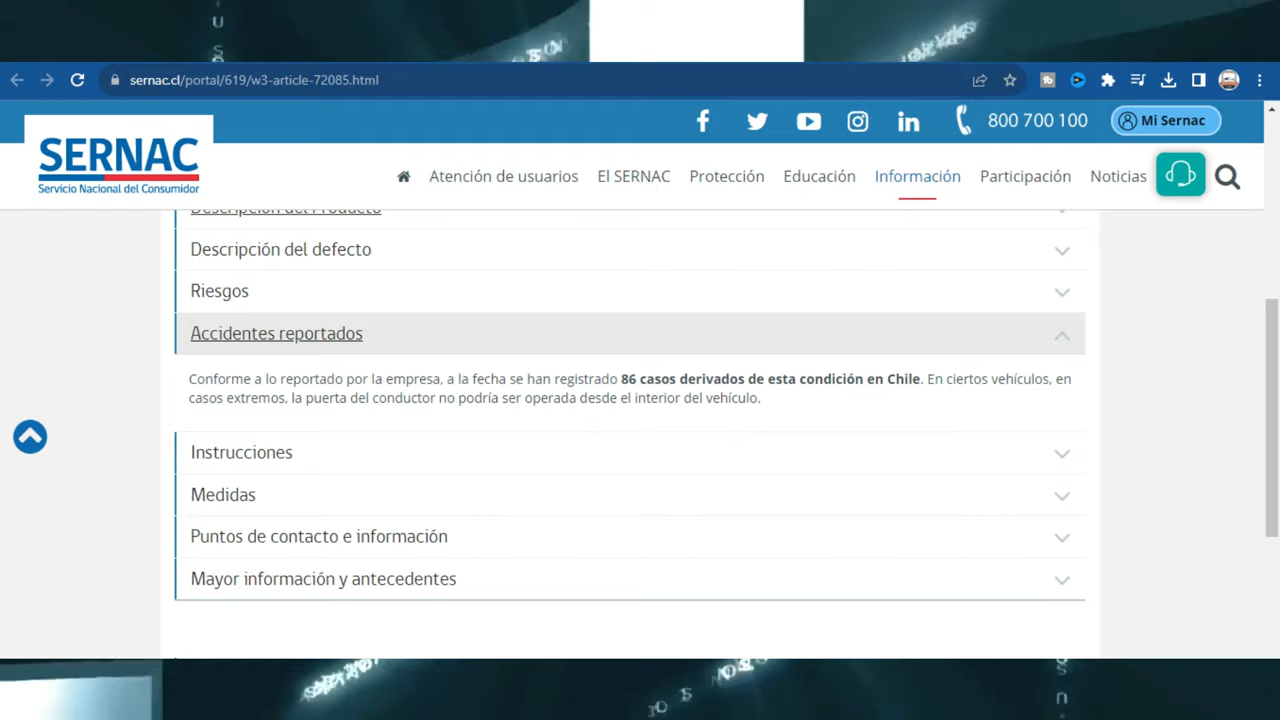 sernac.cl/portal/619/w3-article-72085.html
800 700 100
Mi Sernac
SERNAC
Servicio Nacional del Consumidor
Atención de usuarios
El SERNAC
Protección
Educación
Información
Participación
Noticias
Descripción del Producto
Descripción del defecto
Riesgos
Accidentes reportados
Conforme a lo reportado por la empresa, a la fecha se han registrado 86 casos derivados de esta condición en Chile. En ciertos vehículos, en
casos extremos, la puerta del conductor no podría ser operada desde el interior del vehículo.
Instrucciones
Medidas
Puntos de contacto e información
Mayor información y antecedentes